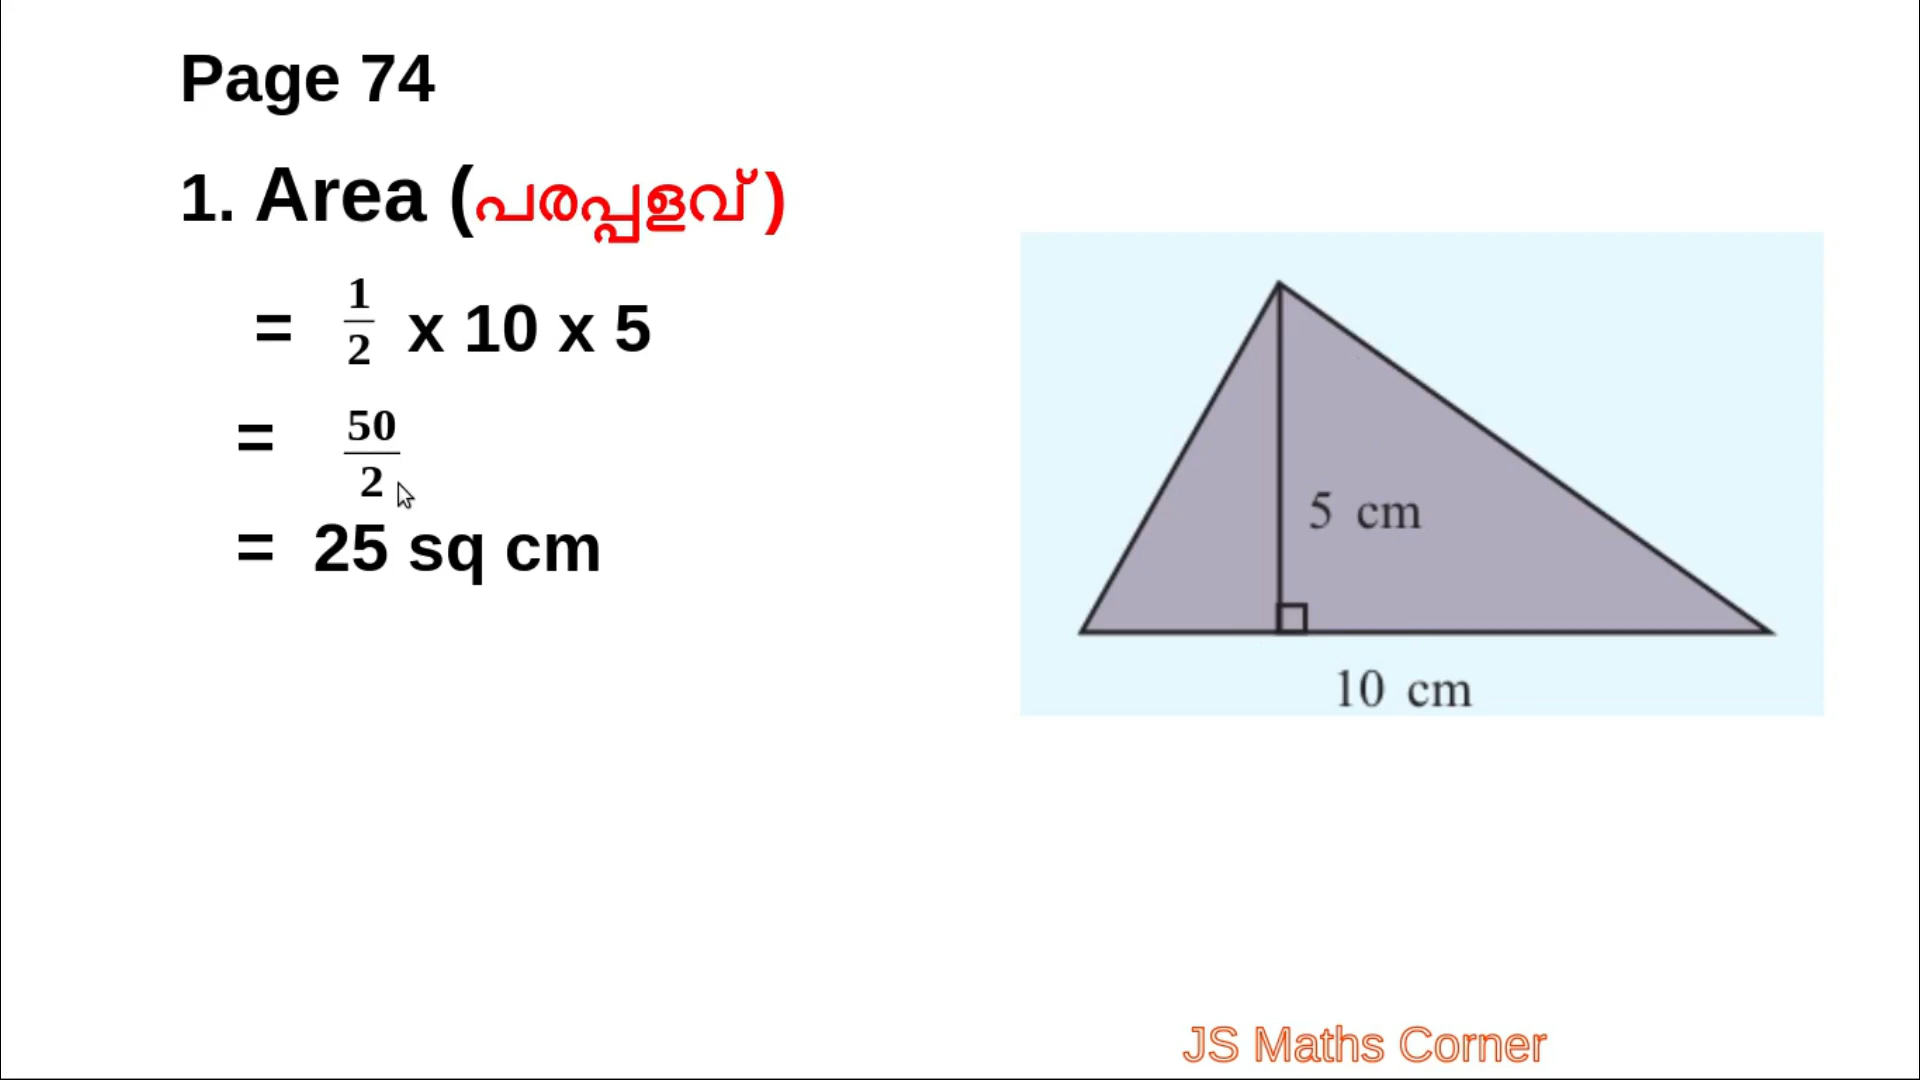 Page 74
1. Area (പരപ്പളവ്)
= 1/2 x 10 x 5
= 50/2
= 25 sq cm
5 cm
10 cm
JS Maths Corner